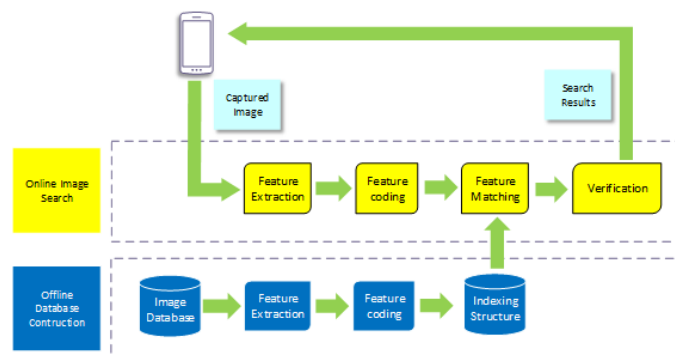 Captured
Image
Search
Results
Online Image
Search
Feature
Extraction
Feature
coding
Feature
Matching
Verification
Offline
Database
Contruction
Image
Database
Feature
Extraction
Feature
coding
Indexing
Structure